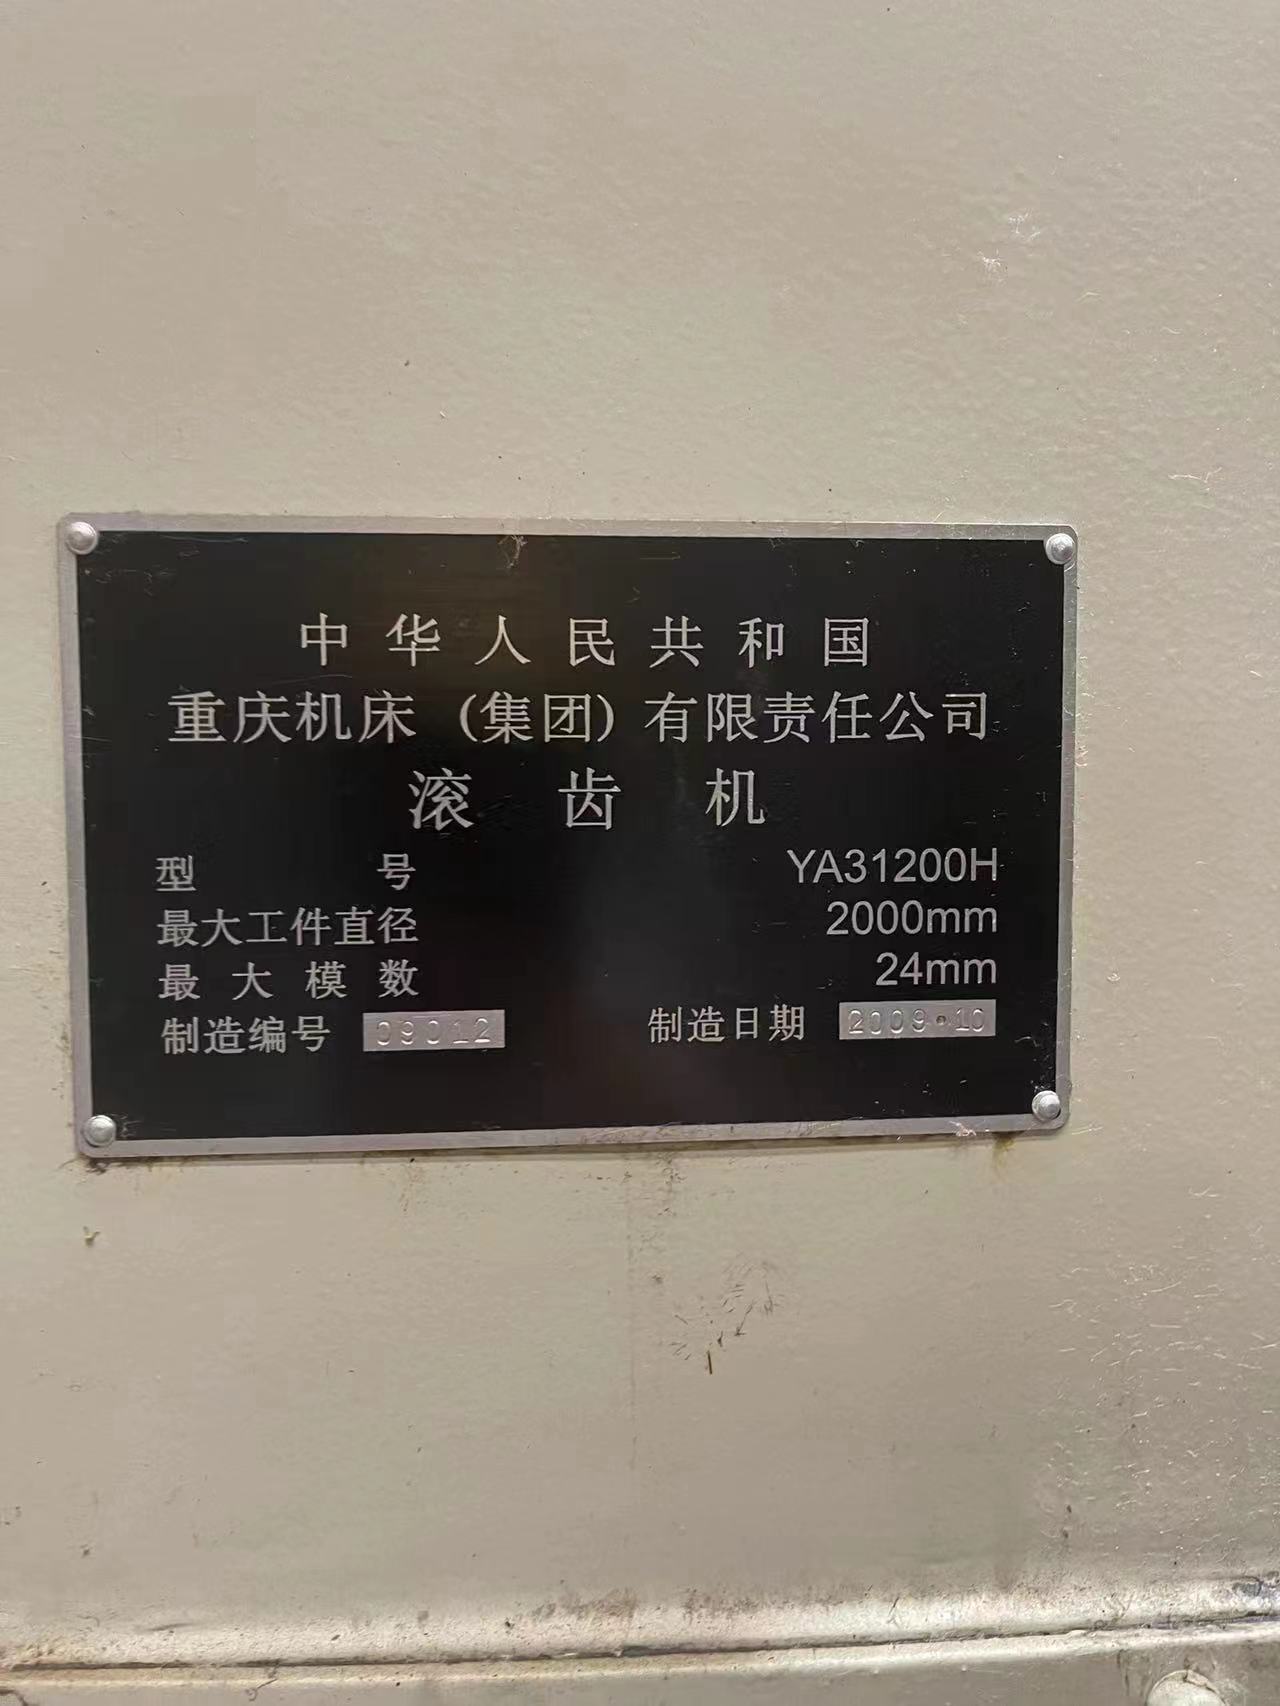 中华人民共和国
重庆机床（集团）有限责任公司
滚齿机
型号 YA31200H
最大工件直径 2000mm
最大模数 24mm
制造编号 09012 制造日期 2009·10